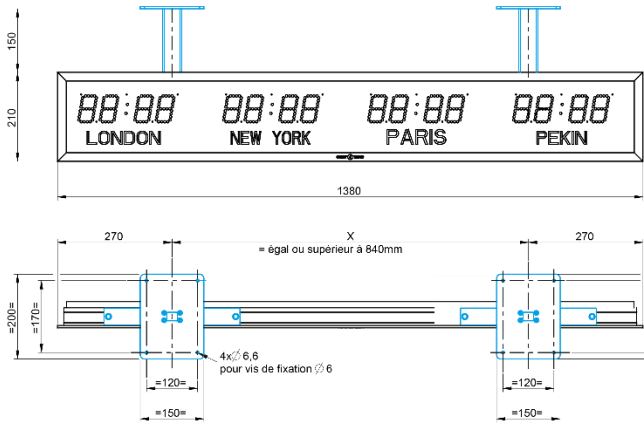 150
210
88:88 88:88 88:88 88:88
LONDON NEW YORK PARIS PEKIN
1380
270 X 270
= égal ou supérieur à 840mm
=200=
=170=
4x∅ 6,6
pour vis de fixation ∅ 6
=120= =120=
=150= =150=